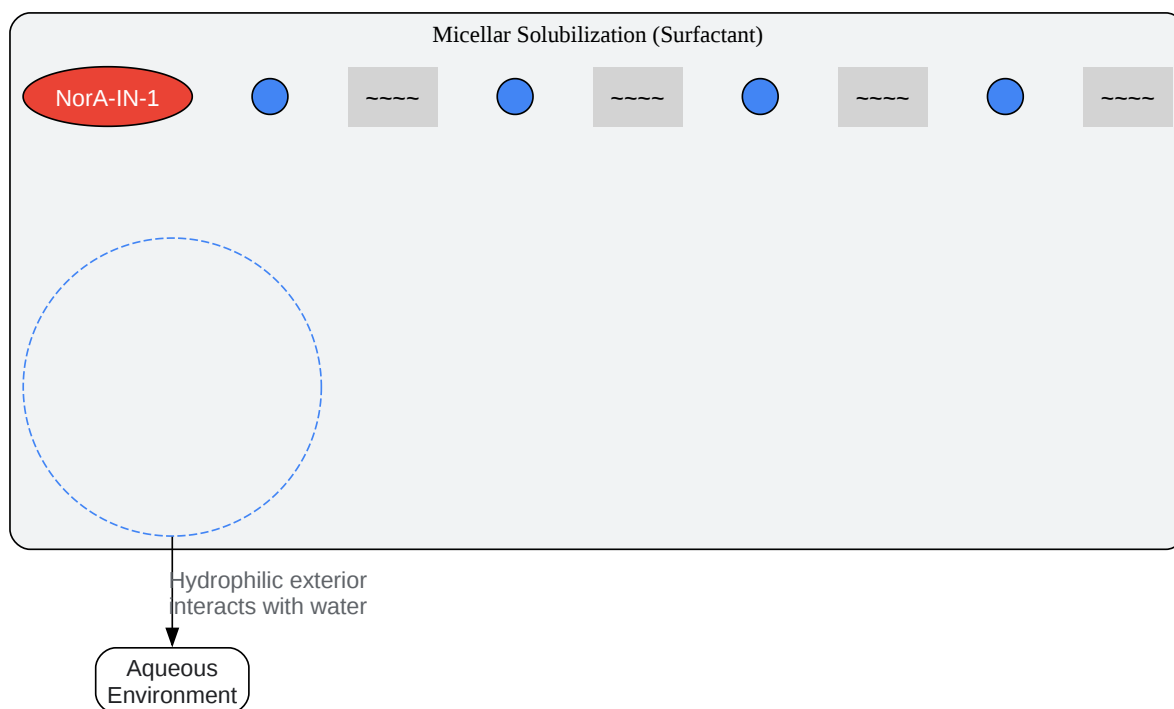 Micellar Solubilization (Surfactant)
NorA-IN-1
~~~~
~~~~
~~~~
~~~~
Hydrophilic exterior
interacts with water
Aqueous
Environment